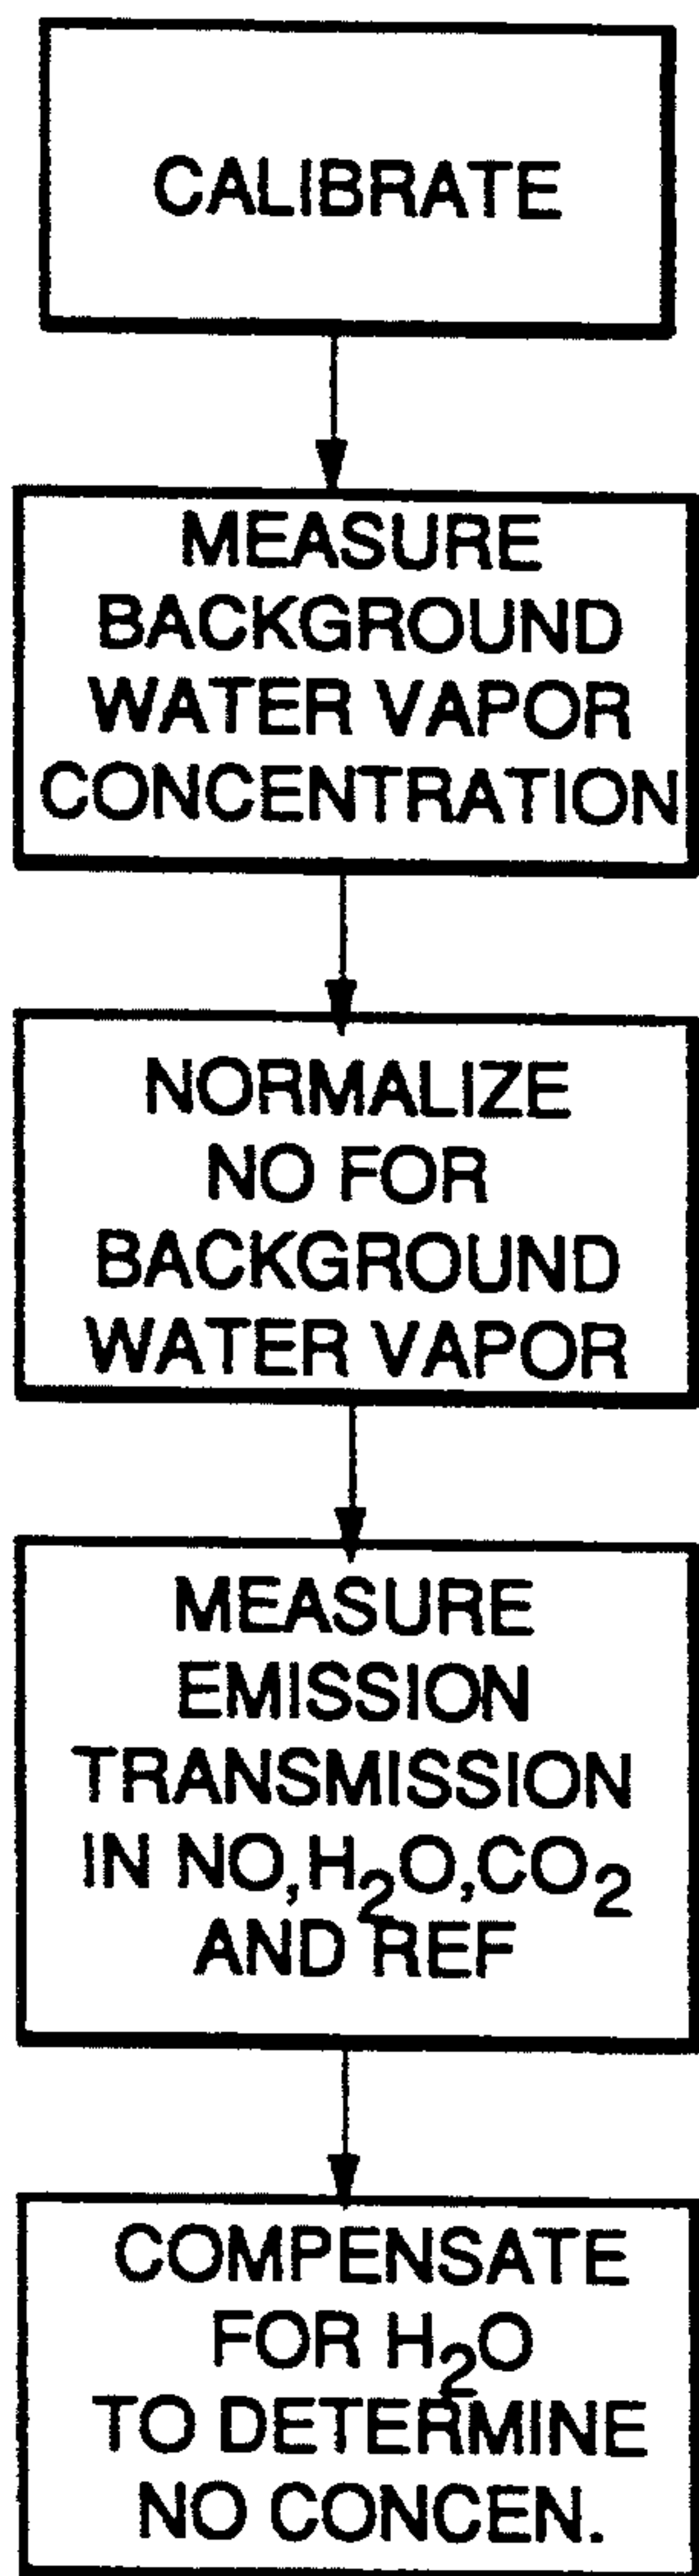 CALIBRATE
MEASURE
BACKGROUND
WATER VAPOR
CONCENTRATION
NORMALIZE
NO FOR
BACKGROUND
WATER VAPOR
MEASURE
EMISSION
TRANSMISSION
IN NO,H₂O,CO₂
AND REF
COMPENSATE
FOR H₂O
TO DETERMINE
NO CONCEN.